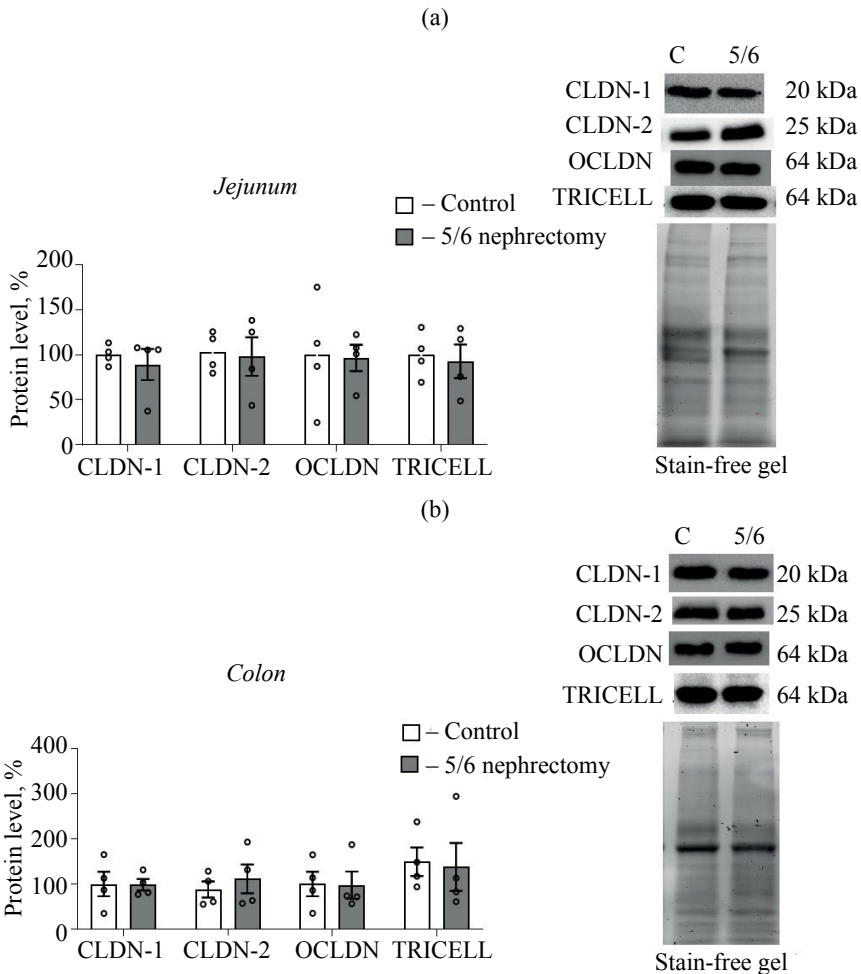 (a)
C 5/6
CLDN-1 20 kDa
CLDN-2 25 kDa
OCLDN 64 kDa
TRICELL 64 kDa
Jejunum
– Control
– 5/6 nephrectomy
Protein level, %
200
150
100
50
0
CLDN-1 CLDN-2 OCLDN TRICELL
Stain-free gel
(b)
C 5/6
CLDN-1 20 kDa
CLDN-2 25 kDa
OCLDN 64 kDa
TRICELL 64 kDa
Colon
– Control
– 5/6 nephrectomy
Protein level, %
400
300
200
100
0
CLDN-1 CLDN-2 OCLDN TRICELL
Stain-free gel